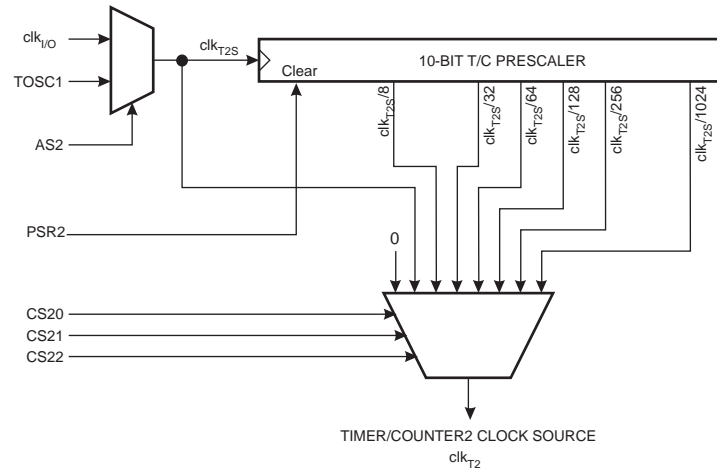 clkI/O
clkT2S
TOSC1
10-BIT T/C PRESCALER
Clear
AS2
clkT2S/8
clkT2S/32
clkT2S/64
clkT2S/128
clkT2S/256
clkT2S/1024
PSR2
0
CS20
CS21
CS22
TIMER/COUNTER2 CLOCK SOURCE
clkT2